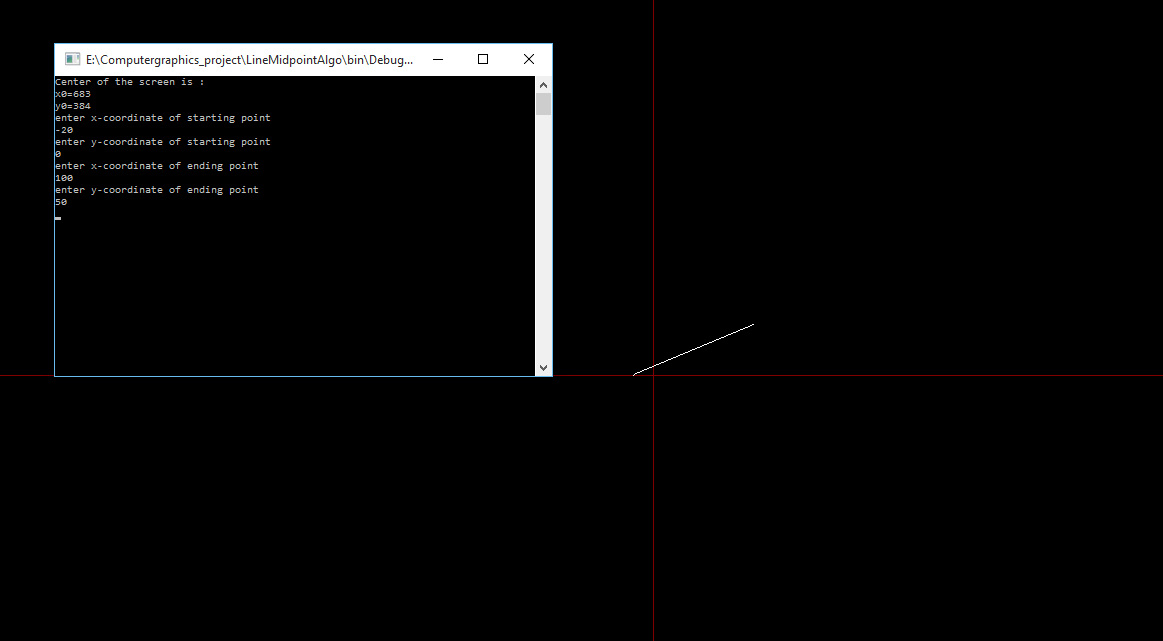 E:\Computergraphics_project\LineMidpointAlgo\bin\Debug...
Center of the screen is :
x0=683
y0=384
enter x-coordinate of starting point
-20
enter y-coordinate of starting point
0
enter x-coordinate of ending point
100
enter y-coordinate of ending point
50